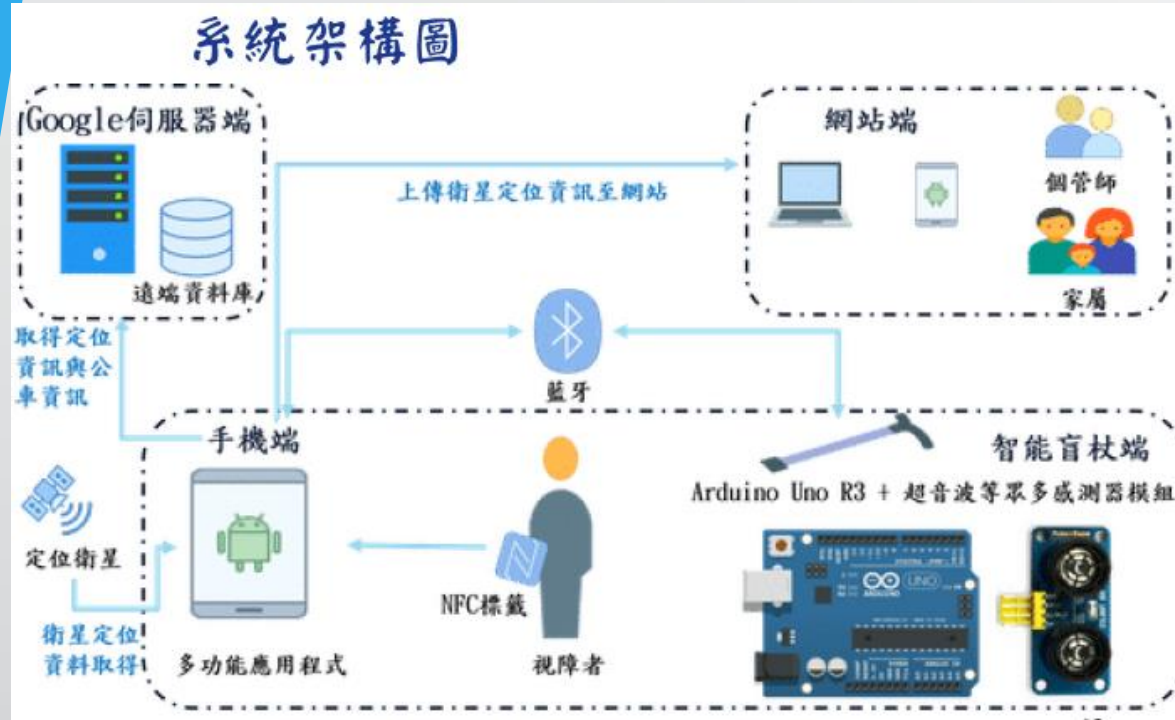 系統架構圖
Google伺服器端
遠端資料庫
網站端
個管師
家屬
上傳衛星定位資訊至網站
取得定位
資訊與公
車資訊
藍牙
手機端
智能盲杖端
Arduino Uno R3 + 超音波等眾多感測器模組
定位衛星
衛星定位
資料取得
NFC標籤
多功能應用程式
視障者
UNO
ARDUINO